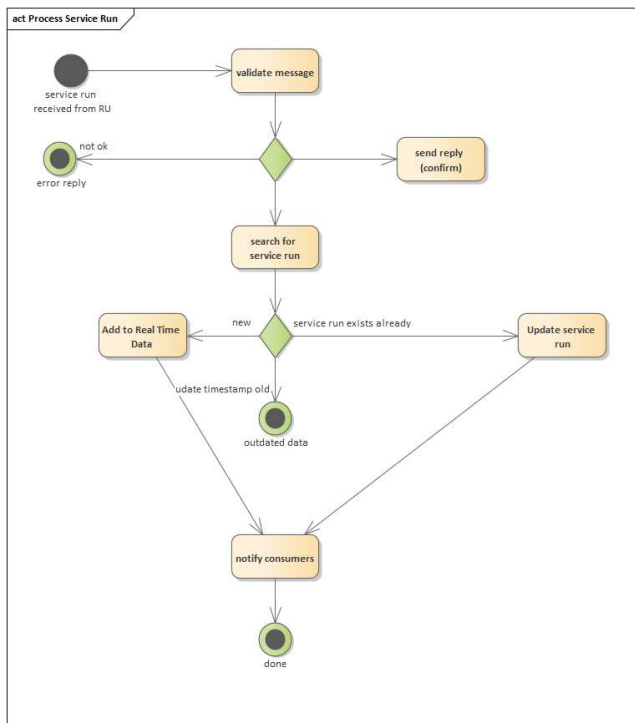 act Process Service Run
validate message
service run
received from RU
not ok
send reply
(confirm)
error reply
search for
service run
Add to Real Time
Data
new
service run exists already
Update service
run
udate timestamp old
outdated data
notify consumers
done